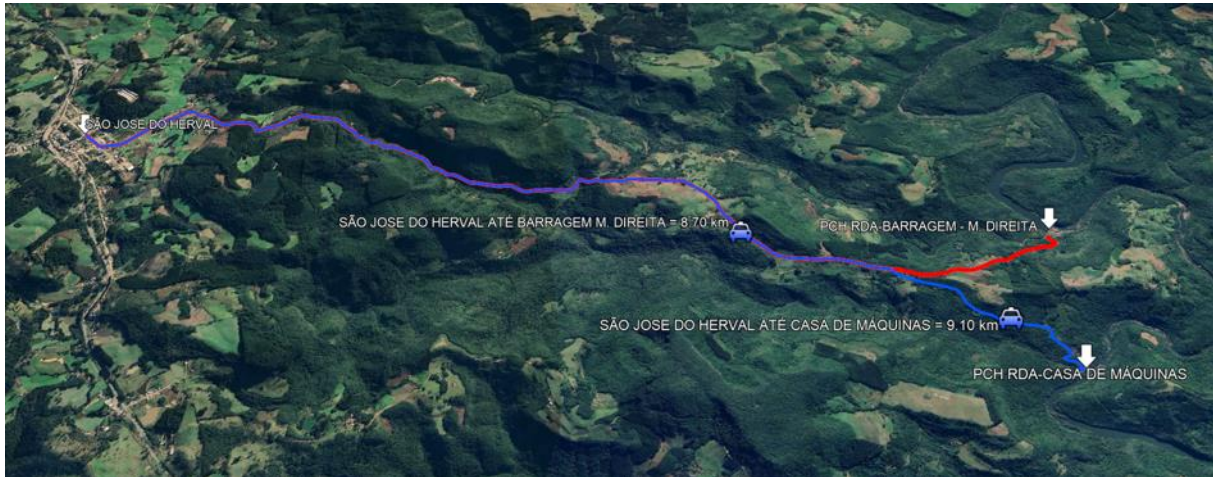 SÃO JOSE DO HERVAL
SÃO JOSE DO HERVAL ATÉ BARRAGEM M. DIREITA = 8.70 km
PCH RDA-BARRAGEM - M. DIREITA
SÃO JOSE DO HERVAL ATÉ CASA DE MÁQUINAS = 9.10 km
PCH RDA-CASA DE MÁQUINAS